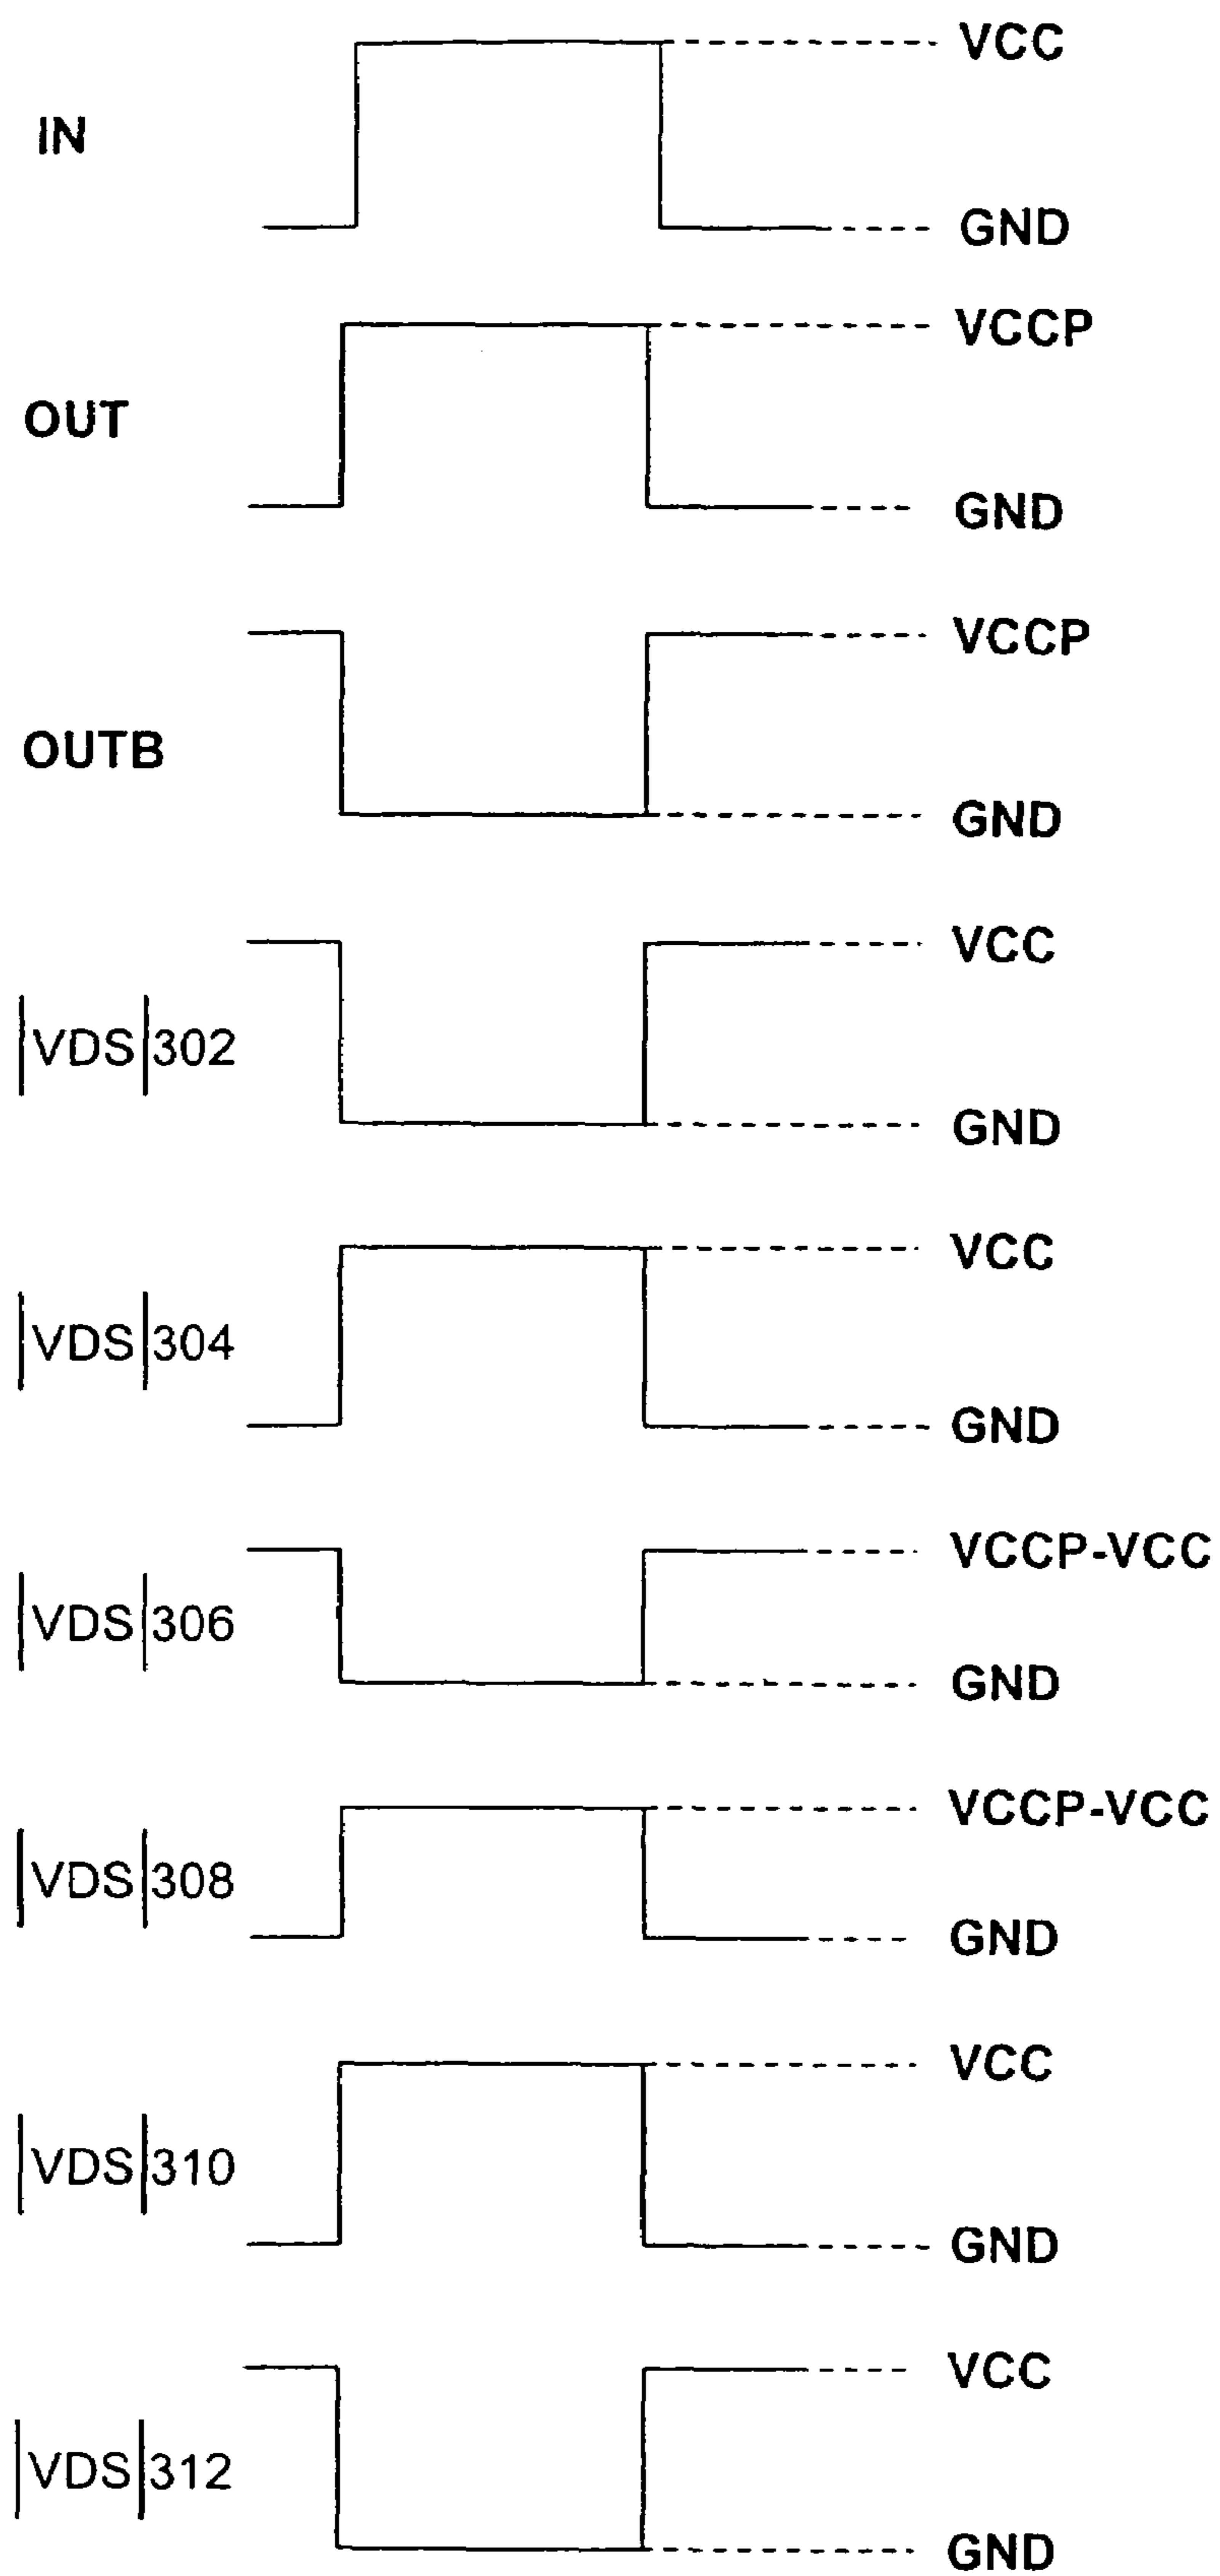 VCC
IN
GND
VCCP
OUT
GND
VCCP
OUTB
GND
VCC
|VDS|302
GND
VCC
|VDS|304
GND
VCCP-VCC
|VDS|306
GND
VCCP-VCC
|VDS|308
GND
VCC
|VDS|310
GND
VCC
|VDS|312
GND